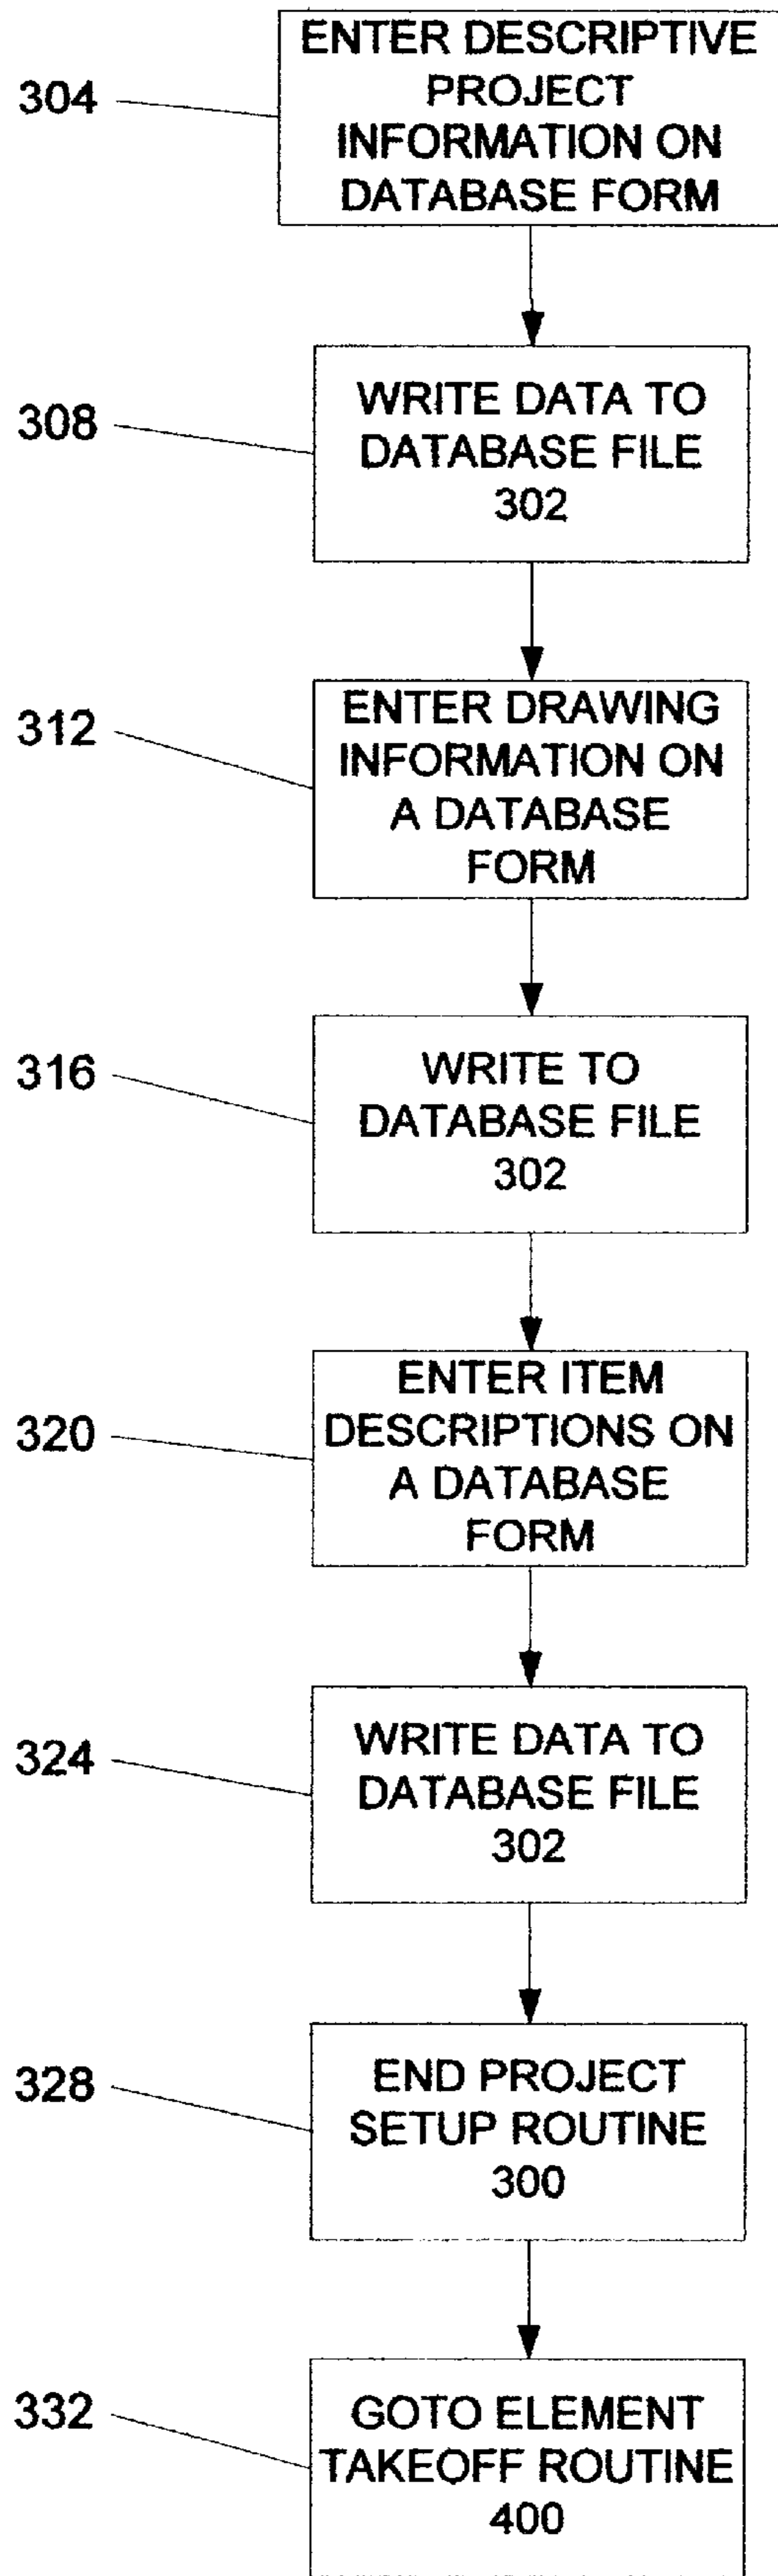 304
ENTER DESCRIPTIVE
PROJECT
INFORMATION ON
DATABASE FORM
308
WRITE DATA TO
DATABASE FILE
302
312
ENTER DRAWING
INFORMATION ON
A DATABASE
FORM
316
WRITE TO
DATABASE FILE
302
320
ENTER ITEM
DESCRIPTIONS ON
A DATABASE
FORM
324
WRITE DATA TO
DATABASE FILE
302
328
END PROJECT
SETUP ROUTINE
300
332
GOTO ELEMENT
TAKEOFF ROUTINE
400